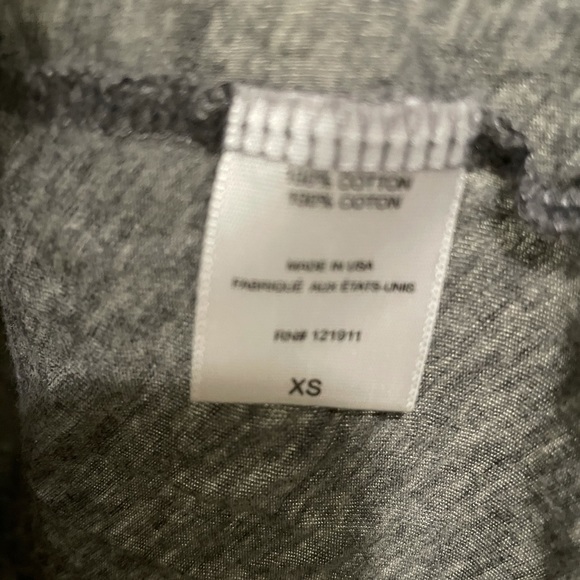 100% COTTON
100% COTON
MADE IN USA
FABRIQUÉ AUX ÉTATS-UNIS
RN# 121911
XS